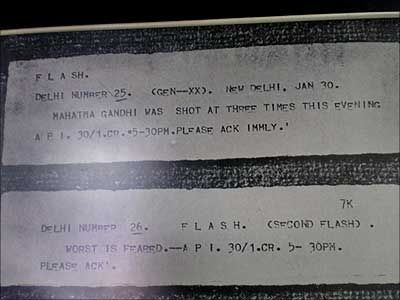 F L A S H.
DELHI NUMBER 25. (GEN--XX). NEW DELHI. JAN 30.
MAHATMA GANDHI WAS SHOT AT THREE TIMES THIS EVENING
A P I. 30/1.CR.*5-30PM.PLEASE ACK IMMLY.'
7K
DELHI NUMBER 26. F L A S H. (SECOND FLASH) .
WORST IS FEARED.--A P I. 30/1.CR. 5- 30PM.
PLEASE ACK'.